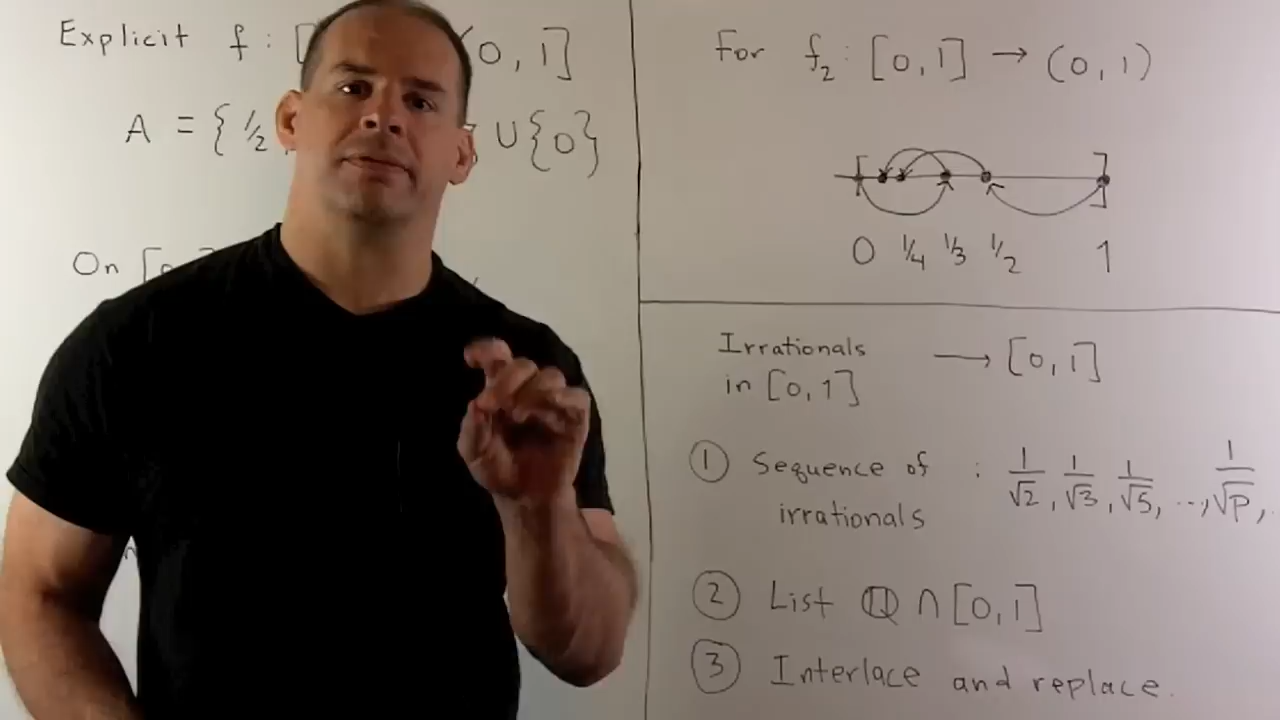 Explicit f : [ (0, 1]
A = { 1/2, } ∪ {0}
On [0,
For f₂ : [0, 1] → (0, 1)
[ ]
0 1/4 1/3 1/2 1
Irrationals → [0, 1]
in [0, 1]
① Sequence of : 1/√2, 1/√3, 1/√5, ..., 1/√p, .
irrationals
② List ℚ ∩ [0, 1]
③ Interlace and replace.